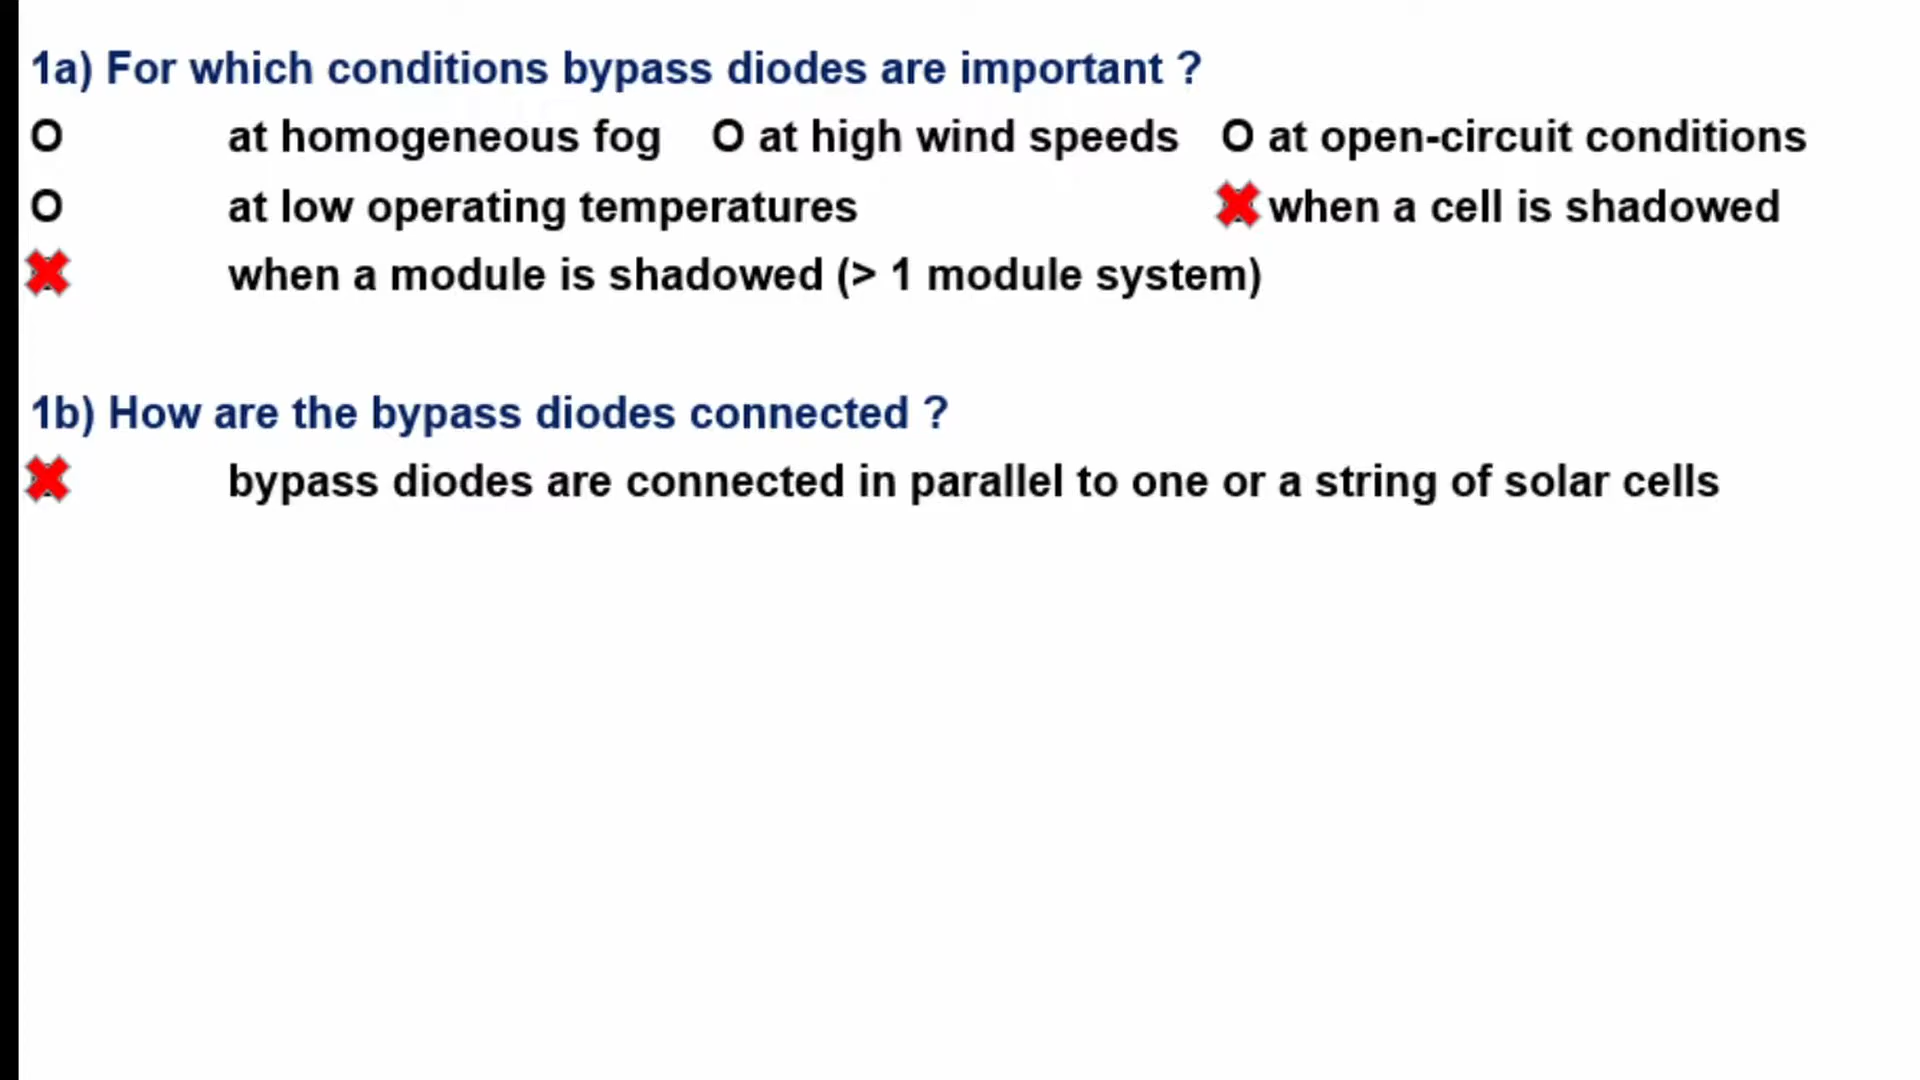 1a) For which conditions bypass diodes are important ?
O at homogeneous fog O at high wind speeds O at open-circuit conditions
O at low operating temperatures when a cell is shadowed
when a module is shadowed (> 1 module system)
1b) How are the bypass diodes connected ?
bypass diodes are connected in parallel to one or a string of solar cells